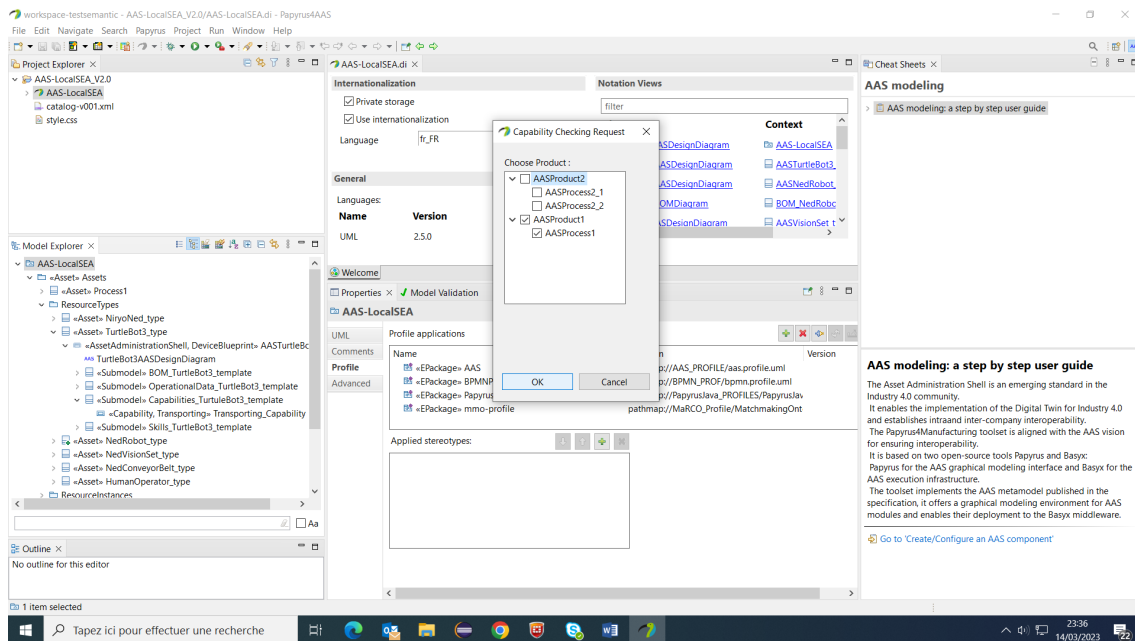 workspace-testsemantic - AAS-LocalSEA_V2.0/AAS-LocalSEA.di - Papyrus4AAS
File Edit Navigate Search Papyrus Project Run Window Help
Project Explorer
AAS-LocalSEA_V2.0
AAS-LocalSEA
catalog-v001.xml
style.css
Model Explorer
AAS-LocalSEA
«Asset» Assets
«Asset» Process1
ResourceTypes
«Asset» NiryoNed_type
«Asset» TurtleBot3_type
«AssetAdministrationShell, DeviceBlueprint» AASTurtleBc
TurtleBot3AASDesignDiagram
«Submodel» BOM_TurtleBot3_template
«Submodel» OperationalData_TurtleBot3_template
«Submodel» Capabilities_TurtuleBot3_template
«Capability, Transporting» Transporting_Capability
«Submodel» Skills_TurtleBot3_template
«Asset» NedRobot_type
«Asset» NedVisionSet_type
«Asset» NedConveyorBelt_type
«Asset» HumanOperator_type
ResourceInstances
Aa
Outline
No outline for this editor
1 item selected
AAS-LocalSEA.di
Internationalization
Private storage
Use internationalization
Language fr_FR
General
Languages:
Name Version
UML 2.5.0
Notation Views
filter
Context
ASDesignDiagram AAS-LocalSEA
ASDesignDiagram AASTurtleBot3_
ASDesignDiagram AASNedRobot_
OMDiagram BOM_NedRobc
ASDesignDiagram AASVisionSet t
Welcome
Capability Checking Request
Choose Product :
AASProduct2
AASProcess2_1
AASProcess2_2
AASProduct1
AASProcess1
OK Cancel
Properties Model Validation
AAS-LocalSEA
UML
Comments
Profile
Advanced
Profile applications
Name Version
«EPackage» AAS p://AAS_PROFILE/aas.profile.uml
«EPackage» BPMNP p://BPMN_PROF/bpmn.profile.uml
«EPackage» Papyrus p://PapyrusJava_PROFILES/PapyrusJav
«EPackage» mmo-profile pathmap://MaRCO_Profile/MatchmakingOnt
Applied stereotypes:
Cheat Sheets
AAS modeling
AAS modeling: a step by step user guide
AAS modeling: a step by step user guide
The Asset Administration Shell is an emerging standard in the
Industry 4.0 community.
It enables the implementation of the Digital Twin for Industry 4.0
and establishes intraand inter-company interoperability.
The Papyrus4Manufacturing toolset is aligned with the AAS vision
for ensuring interoperability.
It is based on two open-source tools Papyrus and Basyx:
Papyrus for the AAS graphical modeling interface and Basyx for the
AAS execution infrastructure.
The toolset implements the AAS metamodel published in the
specification, it offers a graphical modeling environment for AAS
modules and enables their deployment to the Basyx middleware.
Go to 'Create/Configure an AAS component'
Tapez ici pour effectuer une recherche
23:36
14/03/2023
22